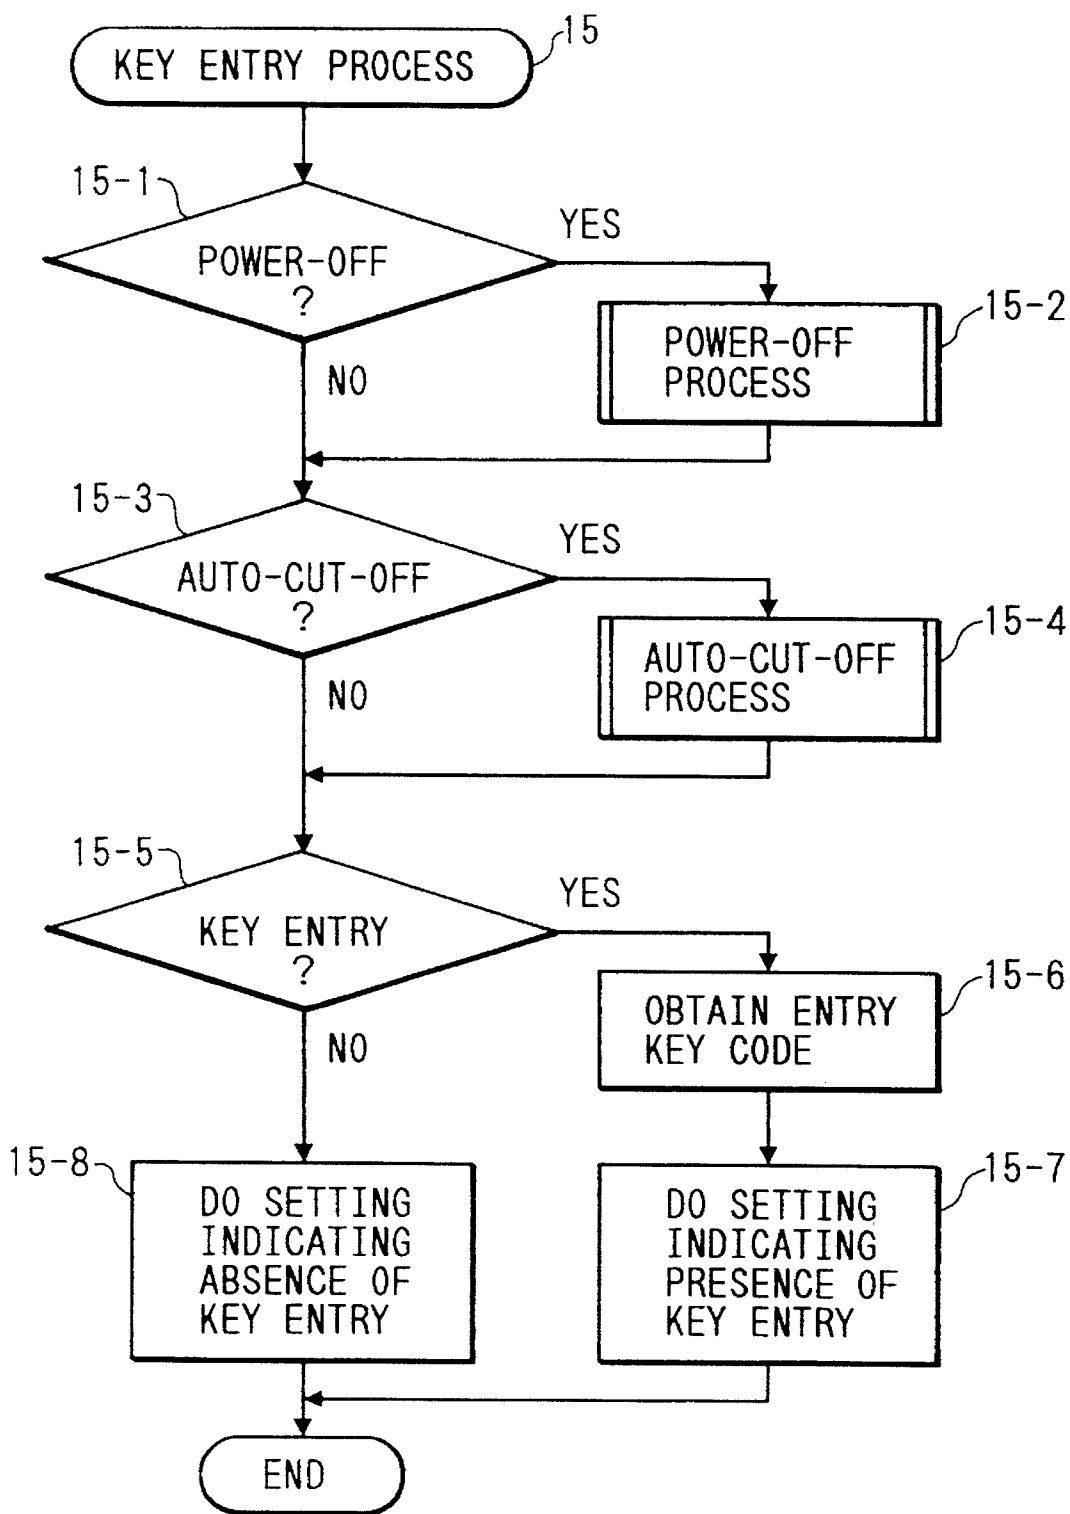 KEY ENTRY PROCESS
15
15-1
POWER-OFF
?
YES
NO
15-2
POWER-OFF
PROCESS
15-3
AUTO-CUT-OFF
?
YES
NO
15-4
AUTO-CUT-OFF
PROCESS
15-5
KEY ENTRY
?
YES
NO
15-6
OBTAIN ENTRY
KEY CODE
15-8
DO SETTING
INDICATING
ABSENCE OF
KEY ENTRY
15-7
DO SETTING
INDICATING
PRESENCE OF
KEY ENTRY
END